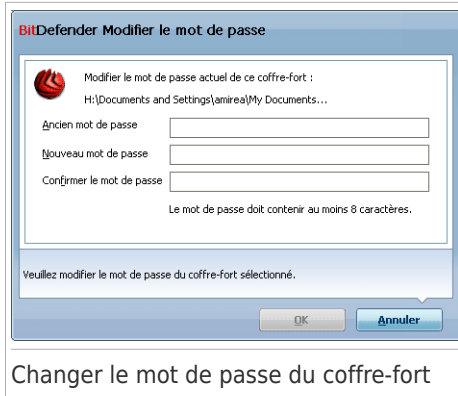 BitDefender Modifier le mot de passe
Modifier le mot de passe actuel de ce coffre-fort :
H:\Documents and Settings\amirea\My Documents...
Ancien mot de passe
Nouveau mot de passe
Confirmer le mot de passe
Le mot de passe doit contenir au moins 8 caractères.
Veuillez modifier le mot de passe du coffre-fort sélectionné.
OK
Annuler
Changer le mot de passe du coffre-fort